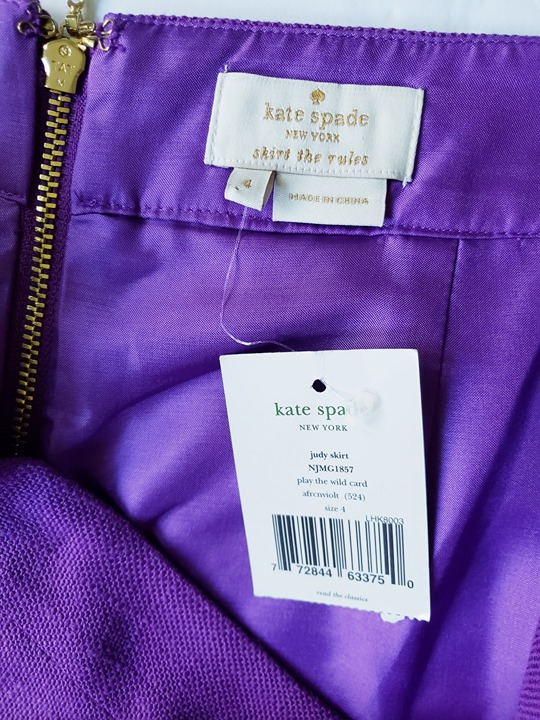 kate spade
NEW YORK
skirt the rules
4
MADE IN CHINA
kate spa
NEW YORK
judy skirt
NJMG1857
play the wild card
afrcnviolt (524)
size 4
LHK8003
7 72844 63375 0
read the classics